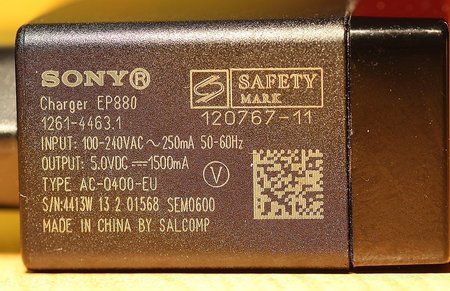 SONY®
Charger EP880
1261-4463.1
S SAFETY MARK
120767-11
INPUT: 100-240VAC ~ 250mA 50-60Hz
OUTPUT: 5.0VDC ⎓ 1500mA
TYPE AC-0400-EU
V
S/N:4413W 13 2 01568 SEM0600
MADE IN CHINA BY SALCOMP